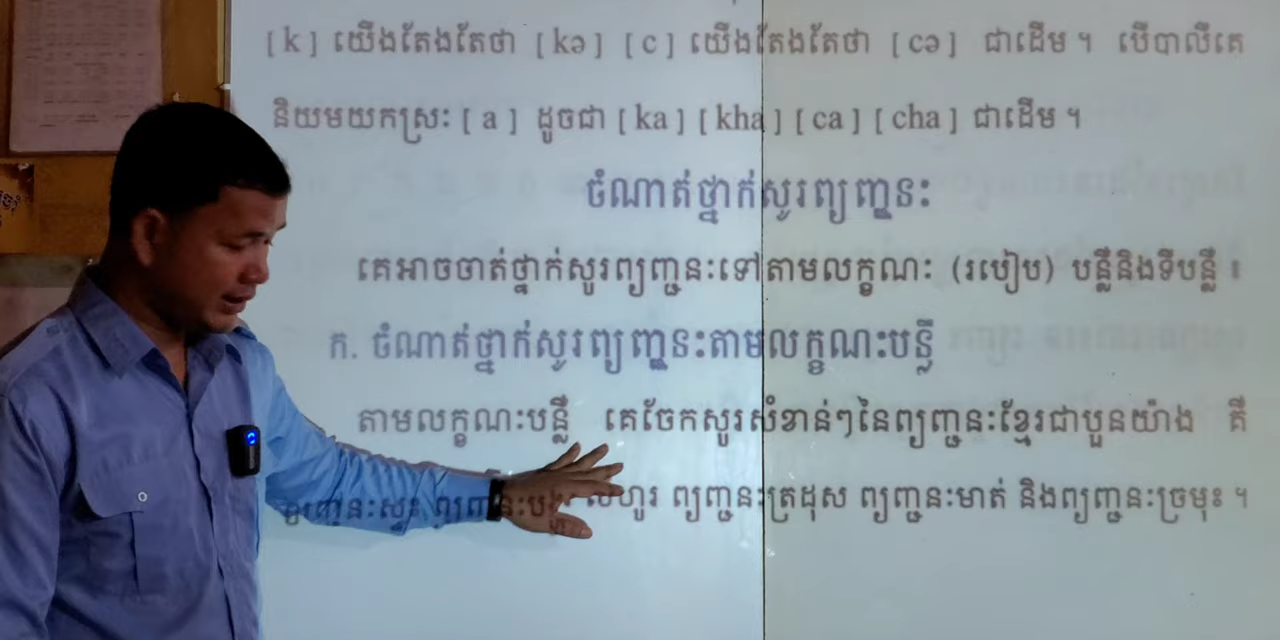 [ k ] យើងតែងតែថា [ kə ] [ c ] យើងតែងតែថា [ cə ] ជាដើម ។ បើបាលីគេ
និយមយកស្រៈ [ a ] ដូចជា [ ka ] [ kha ] [ ca ] [ cha ] ជាដើម ។
ចំណាត់ថ្នាក់សូរព្យញ្ជនៈ
គេអាចចាត់ថ្នាក់សូរព្យញ្ជនៈទៅតាមលក្ខណៈ (របៀប) បន្លឺនិងទីបន្លឺ ៖
ក. ចំណាត់ថ្នាក់សូរព្យញ្ជនៈតាមលក្ខណៈបន្លឺ
តាមលក្ខណៈបន្លឺ គេចែកសូរសំខាន់ៗនៃព្យញ្ជនៈខ្មែរជាបួនយ៉ាង គឺ
ព្យញ្ជនៈត្រដុស ព្យញ្ជនៈមាត់ និងព្យញ្ជនៈច្រមុះ ។